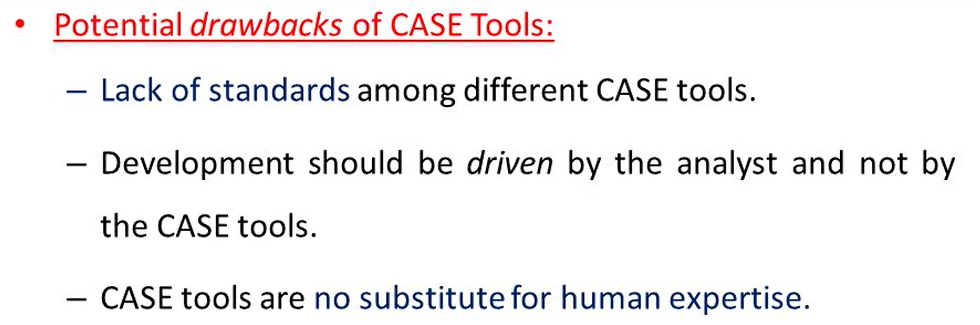 • Potential drawbacks of CASE Tools:
– Lack of standards among different CASE tools.
– Development should be driven by the analyst and not by
the CASE tools.
– CASE tools are no substitute for human expertise.